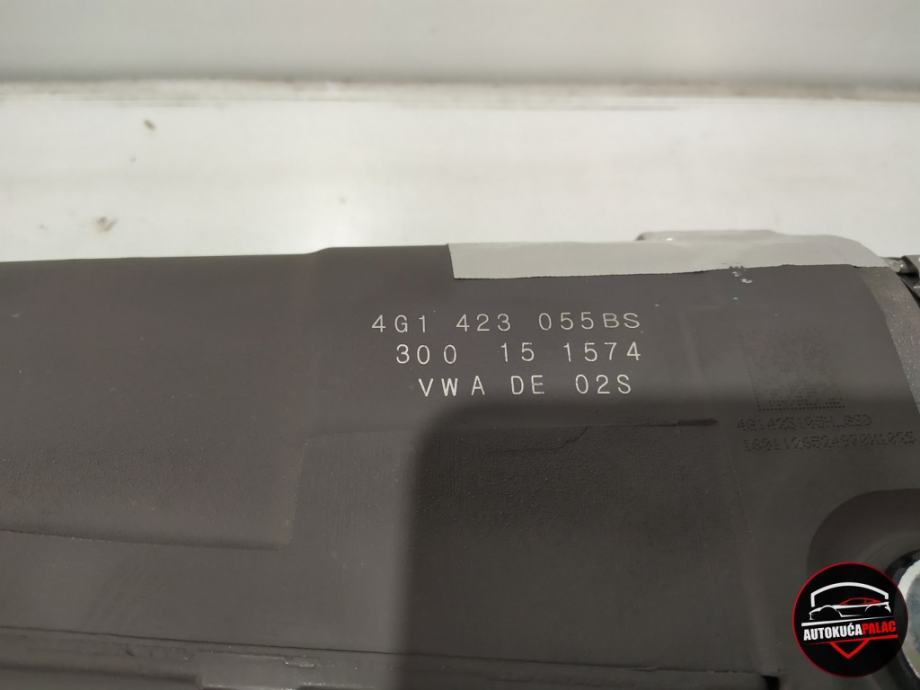 4G1 423 055BS
300 15 1574
VWA DE 02S
AUTOKUĆAPALAC